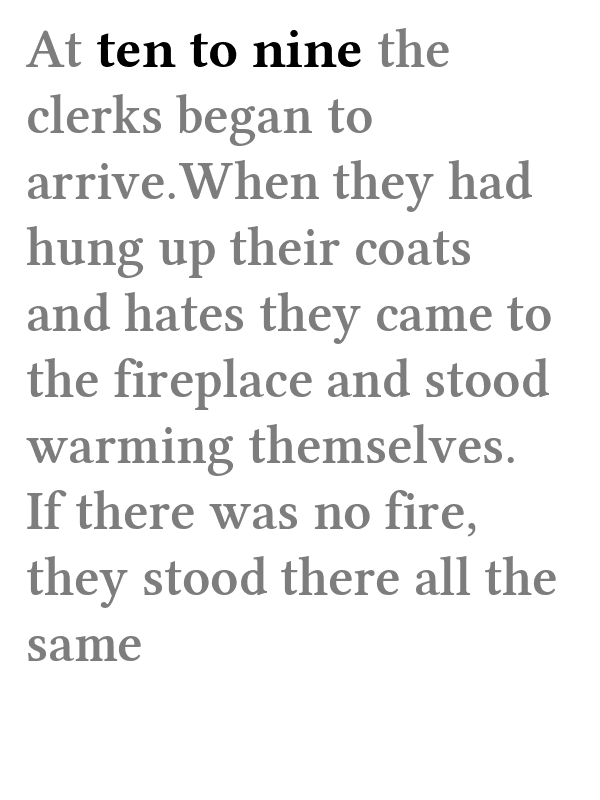 At ten to nine the
clerks began to
arrive.When they had
hung up their coats
and hates they came to
the fireplace and stood
warming themselves.
If there was no fire,
they stood there all the
same